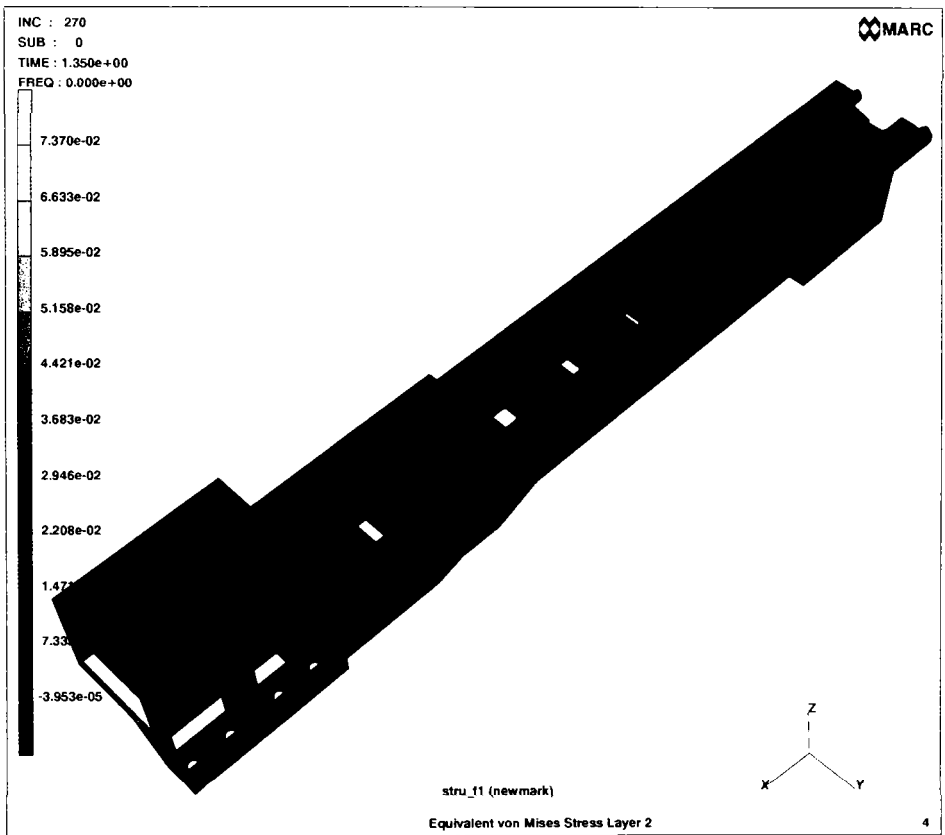 INC : 270
SUB : 0
TIME : 1.350e+00
FREQ : 0.000e+00
MARC
7.370e-02
6.633e-02
5.895e-02
5.158e-02
4.421e-02
3.683e-02
2.946e-02
2.208e-02
-3.953e-05
Z
X
Y
stru_f1 (newmark)
Equivalent von Mises Stress Layer 2
4